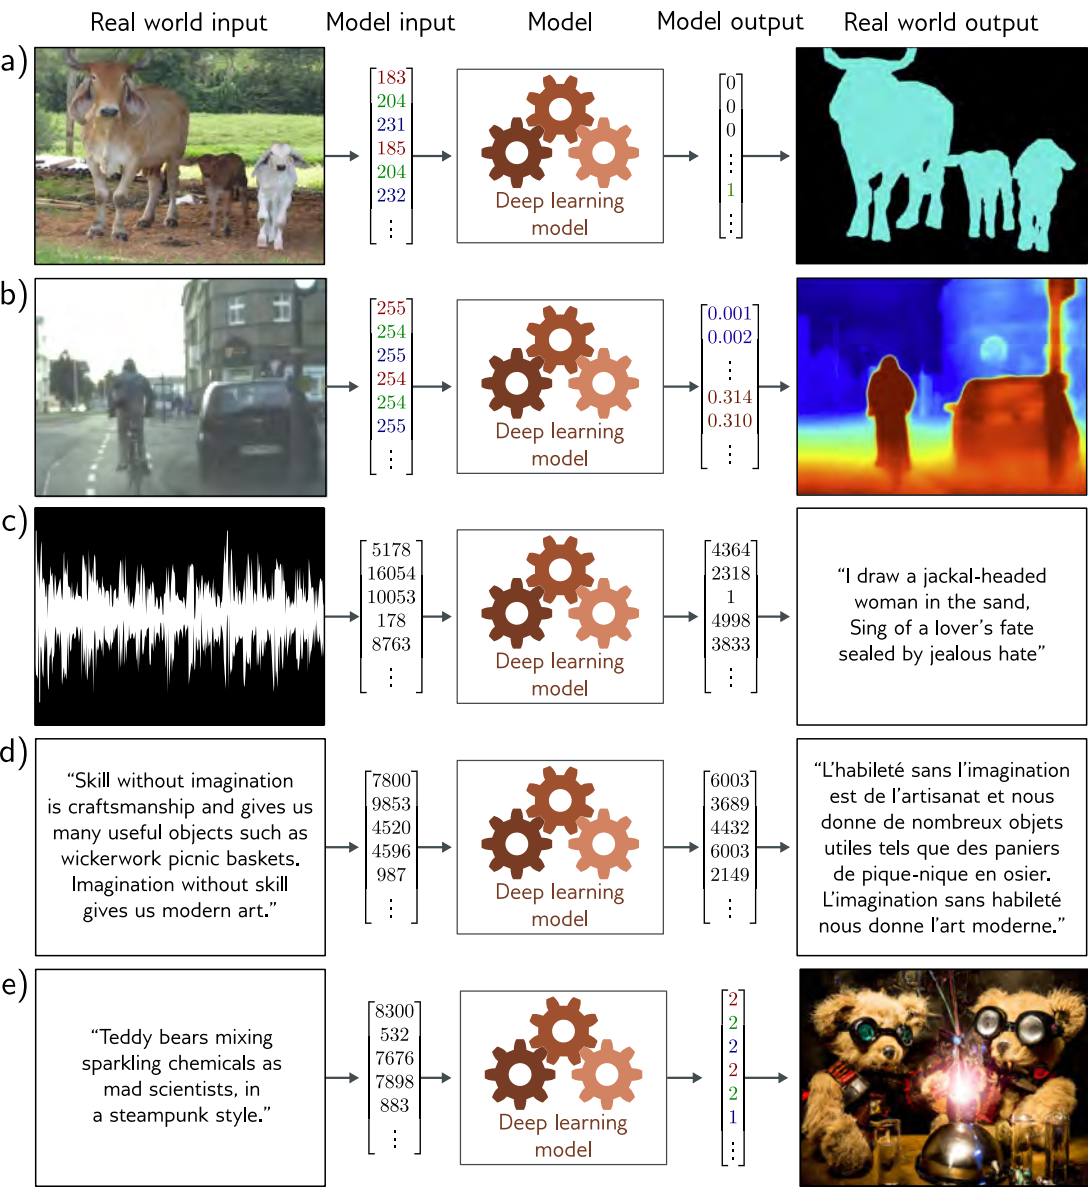 Real world input Model input Model Model output Real world output
a)
183
204
231
185
204
232
⋮
Deep learning
model
0
0
0
⋮
1
⋮
b)
255
254
255
254
254
255
⋮
Deep learning
model
0.001
0.002
⋮
0.314
0.310
⋮
c)
5178
16054
10053
178
8763
⋮
Deep learning
model
4364
2318
1
4998
3833
⋮
“I draw a jackal-headed
woman in the sand,
Sing of a lover’s fate
sealed by jealous hate”
d)
“Skill without imagination
is craftsmanship and gives us
many useful objects such as
wickerwork picnic baskets.
Imagination without skill
gives us modern art.”
7800
9853
4520
4596
987
⋮
Deep learning
model
6003
3689
4432
6003
2149
⋮
“L’habileté sans l’imagination
est de l’artisanat et nous
donne de nombreux objets
utiles tels que des paniers
de pique-nique en osier.
L’imagination sans habileté
nous donne l’art moderne.”
e)
“Teddy bears mixing
sparkling chemicals as
mad scientists, in
a steampunk style.”
8300
532
7676
7898
883
⋮
Deep learning
model
2
2
2
2
2
1
⋮